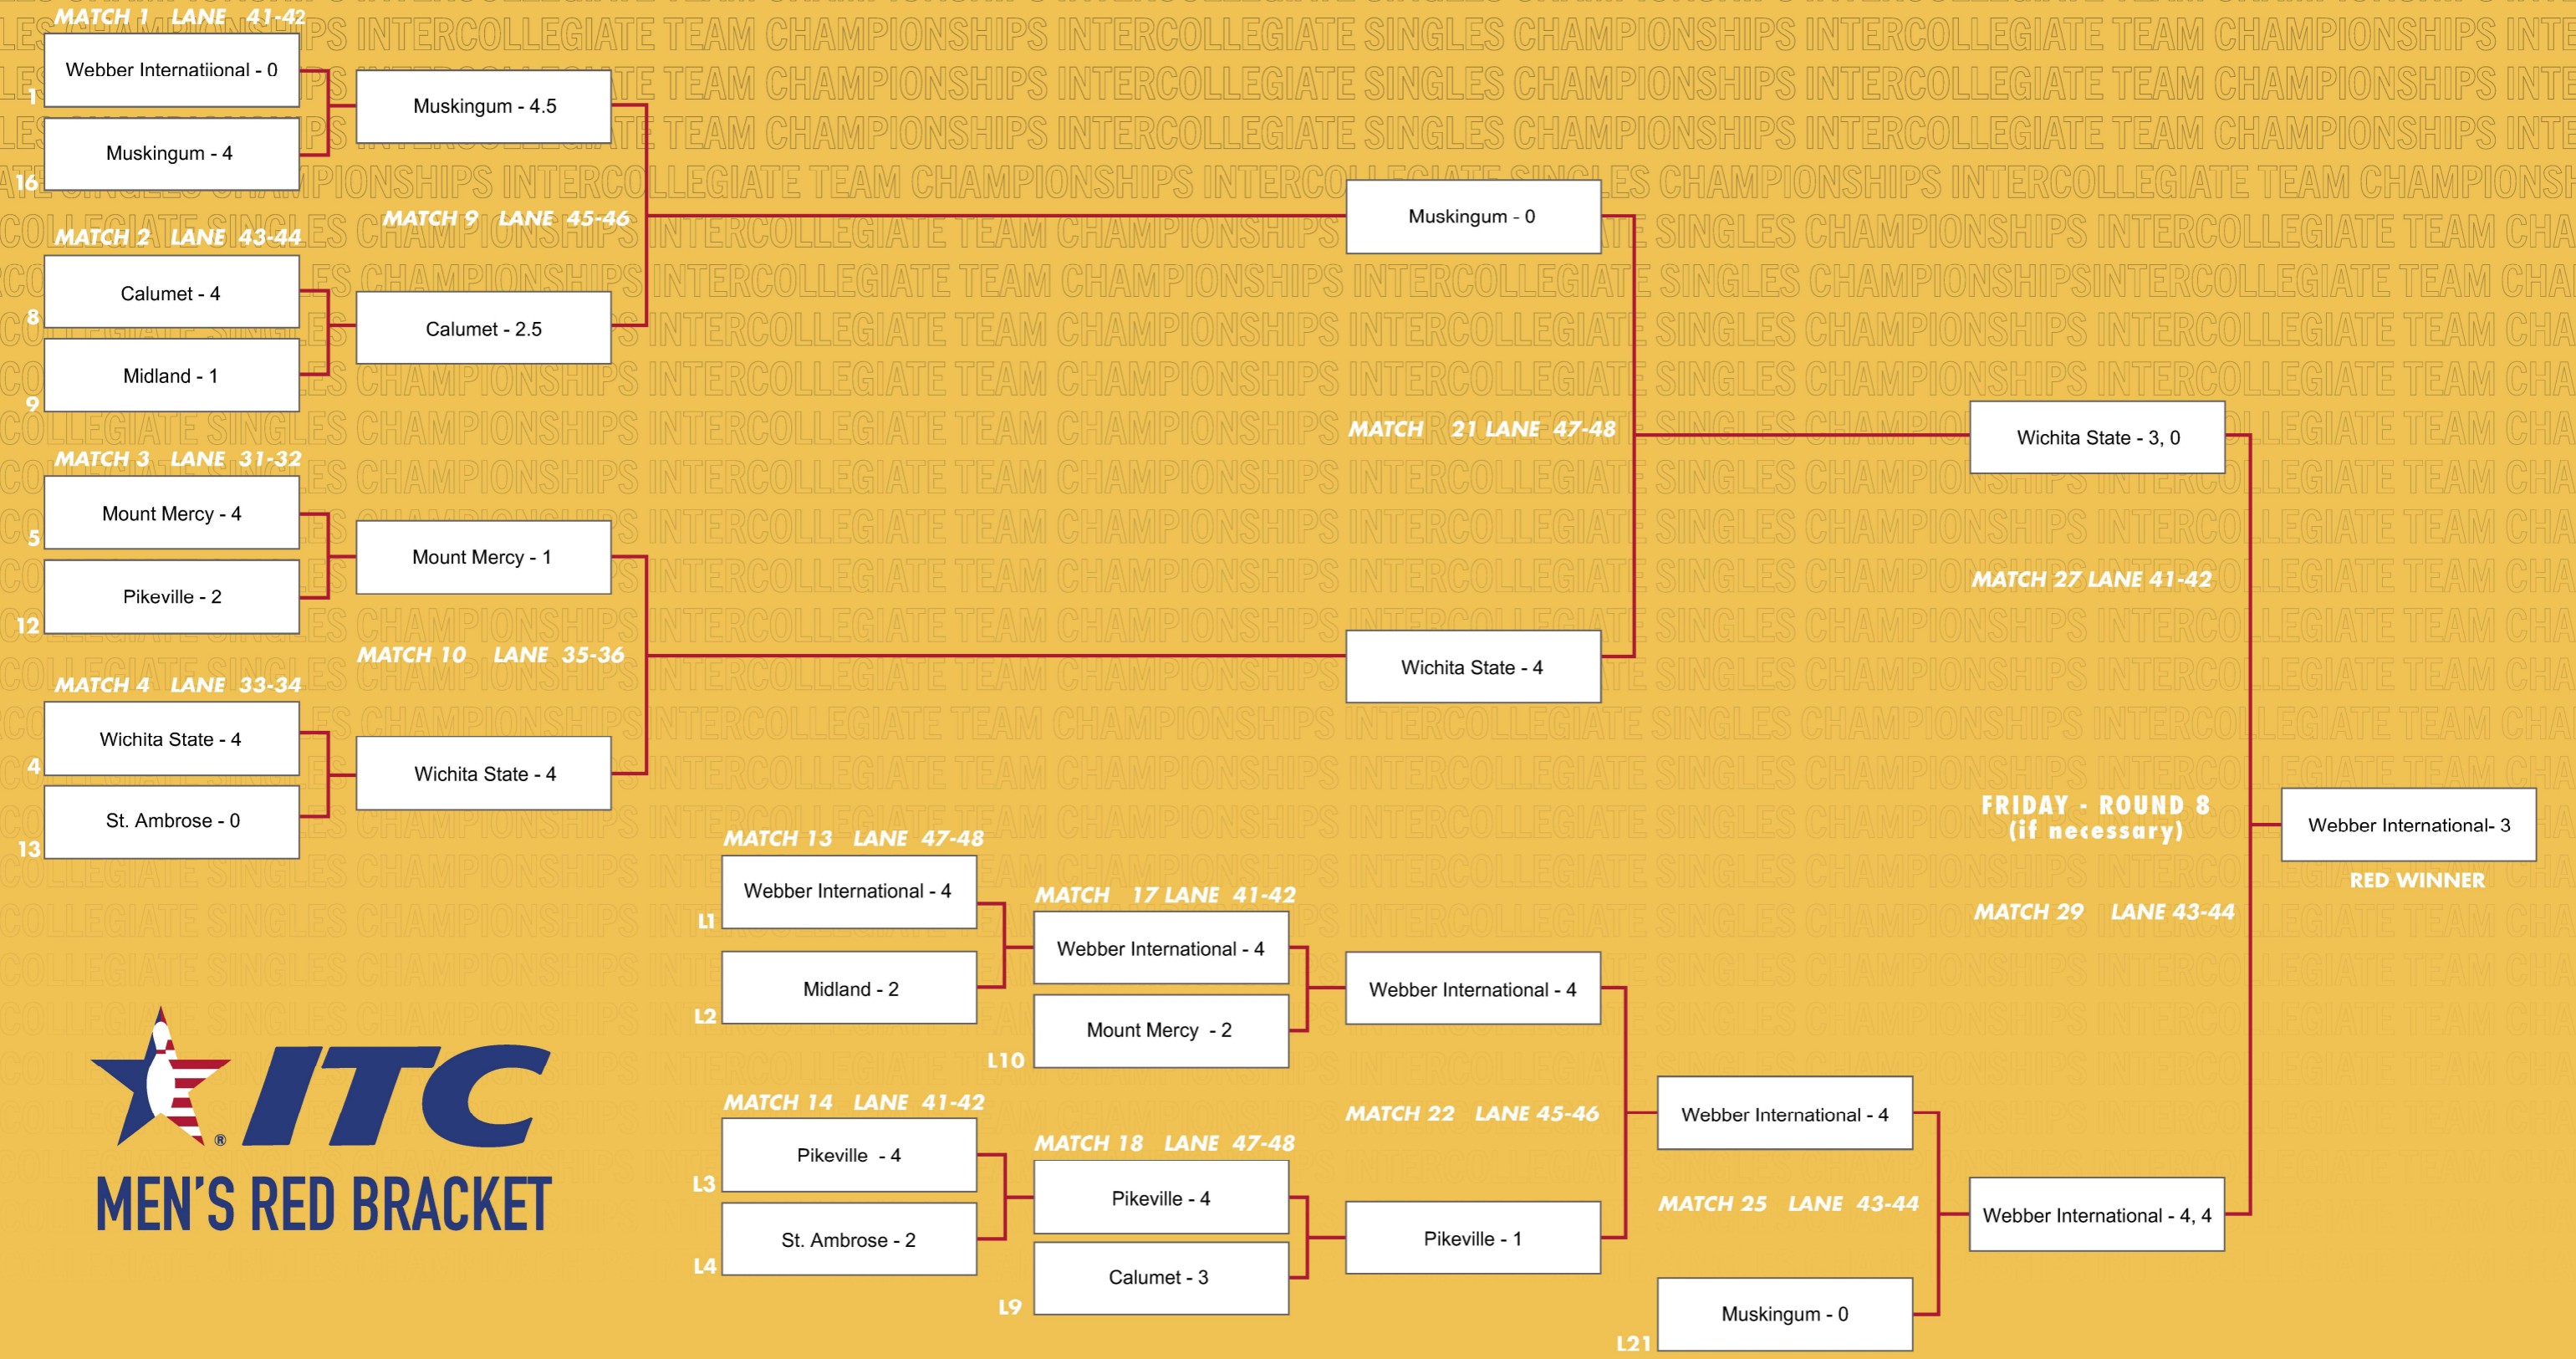 MATCH 1 LANE 41-42
Webber Internatiional - 0
1
Muskingum - 4
16
MATCH 2 LANE 43-44
Calumet - 4
8
Midland - 1
9
MATCH 3 LANE 31-32
Mount Mercy - 4
5
Pikeville - 2
12
MATCH 4 LANE 33-34
Wichita State - 4
4
St. Ambrose - 0
13
Muskingum - 4.5
MATCH 9 LANE 45-46
Calumet - 2.5
Mount Mercy - 1
MATCH 10 LANE 35-36
Wichita State - 4
MATCH 13 LANE 47-48
Webber International - 4
L1
Midland - 2
L2
MATCH 14 LANE 41-42
Pikeville - 4
L3
St. Ambrose - 2
L4
MATCH 17 LANE 41-42
Webber International - 4
Mount Mercy - 2
L10
MATCH 18 LANE 47-48
Pikeville - 4
Calumet - 3
L9
Muskingum - 0
MATCH 21 LANE 47-48
Wichita State - 4
Webber International - 4
MATCH 22 LANE 45-46
Pikeville - 1
Webber International - 4
MATCH 25 LANE 43-44
Muskingum - 0
L21
Wichita State - 3, 0
MATCH 27 LANE 41-42
FRIDAY - ROUND 8
(if necessary)
MATCH 29 LANE 43-44
Webber International - 4, 4
Webber International- 3
RED WINNER
ITC
®
MEN'S RED BRACKET